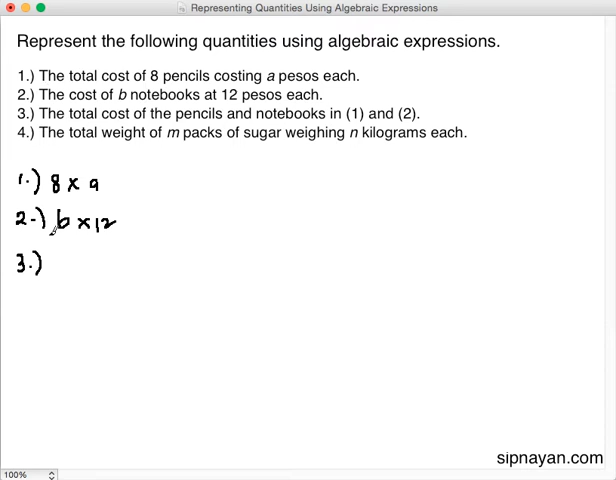 Representing Quantities Using Algebraic Expressions
Represent the following quantities using algebraic expressions.
1.) The total cost of 8 pencils costing a pesos each.
2.) The cost of b notebooks at 12 pesos each.
3.) The total cost of the pencils and notebooks in (1) and (2).
4.) The total weight of m packs of sugar weighing n kilograms each.
1.) 8 x a
2.) b x 12
3.)
sipnayan.com
100%